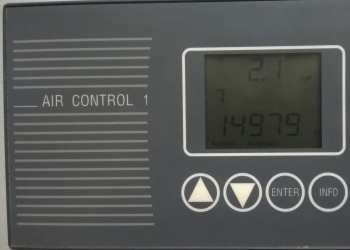 AIR CONTROL 1
2.1
7
14979
ENTER
INFO